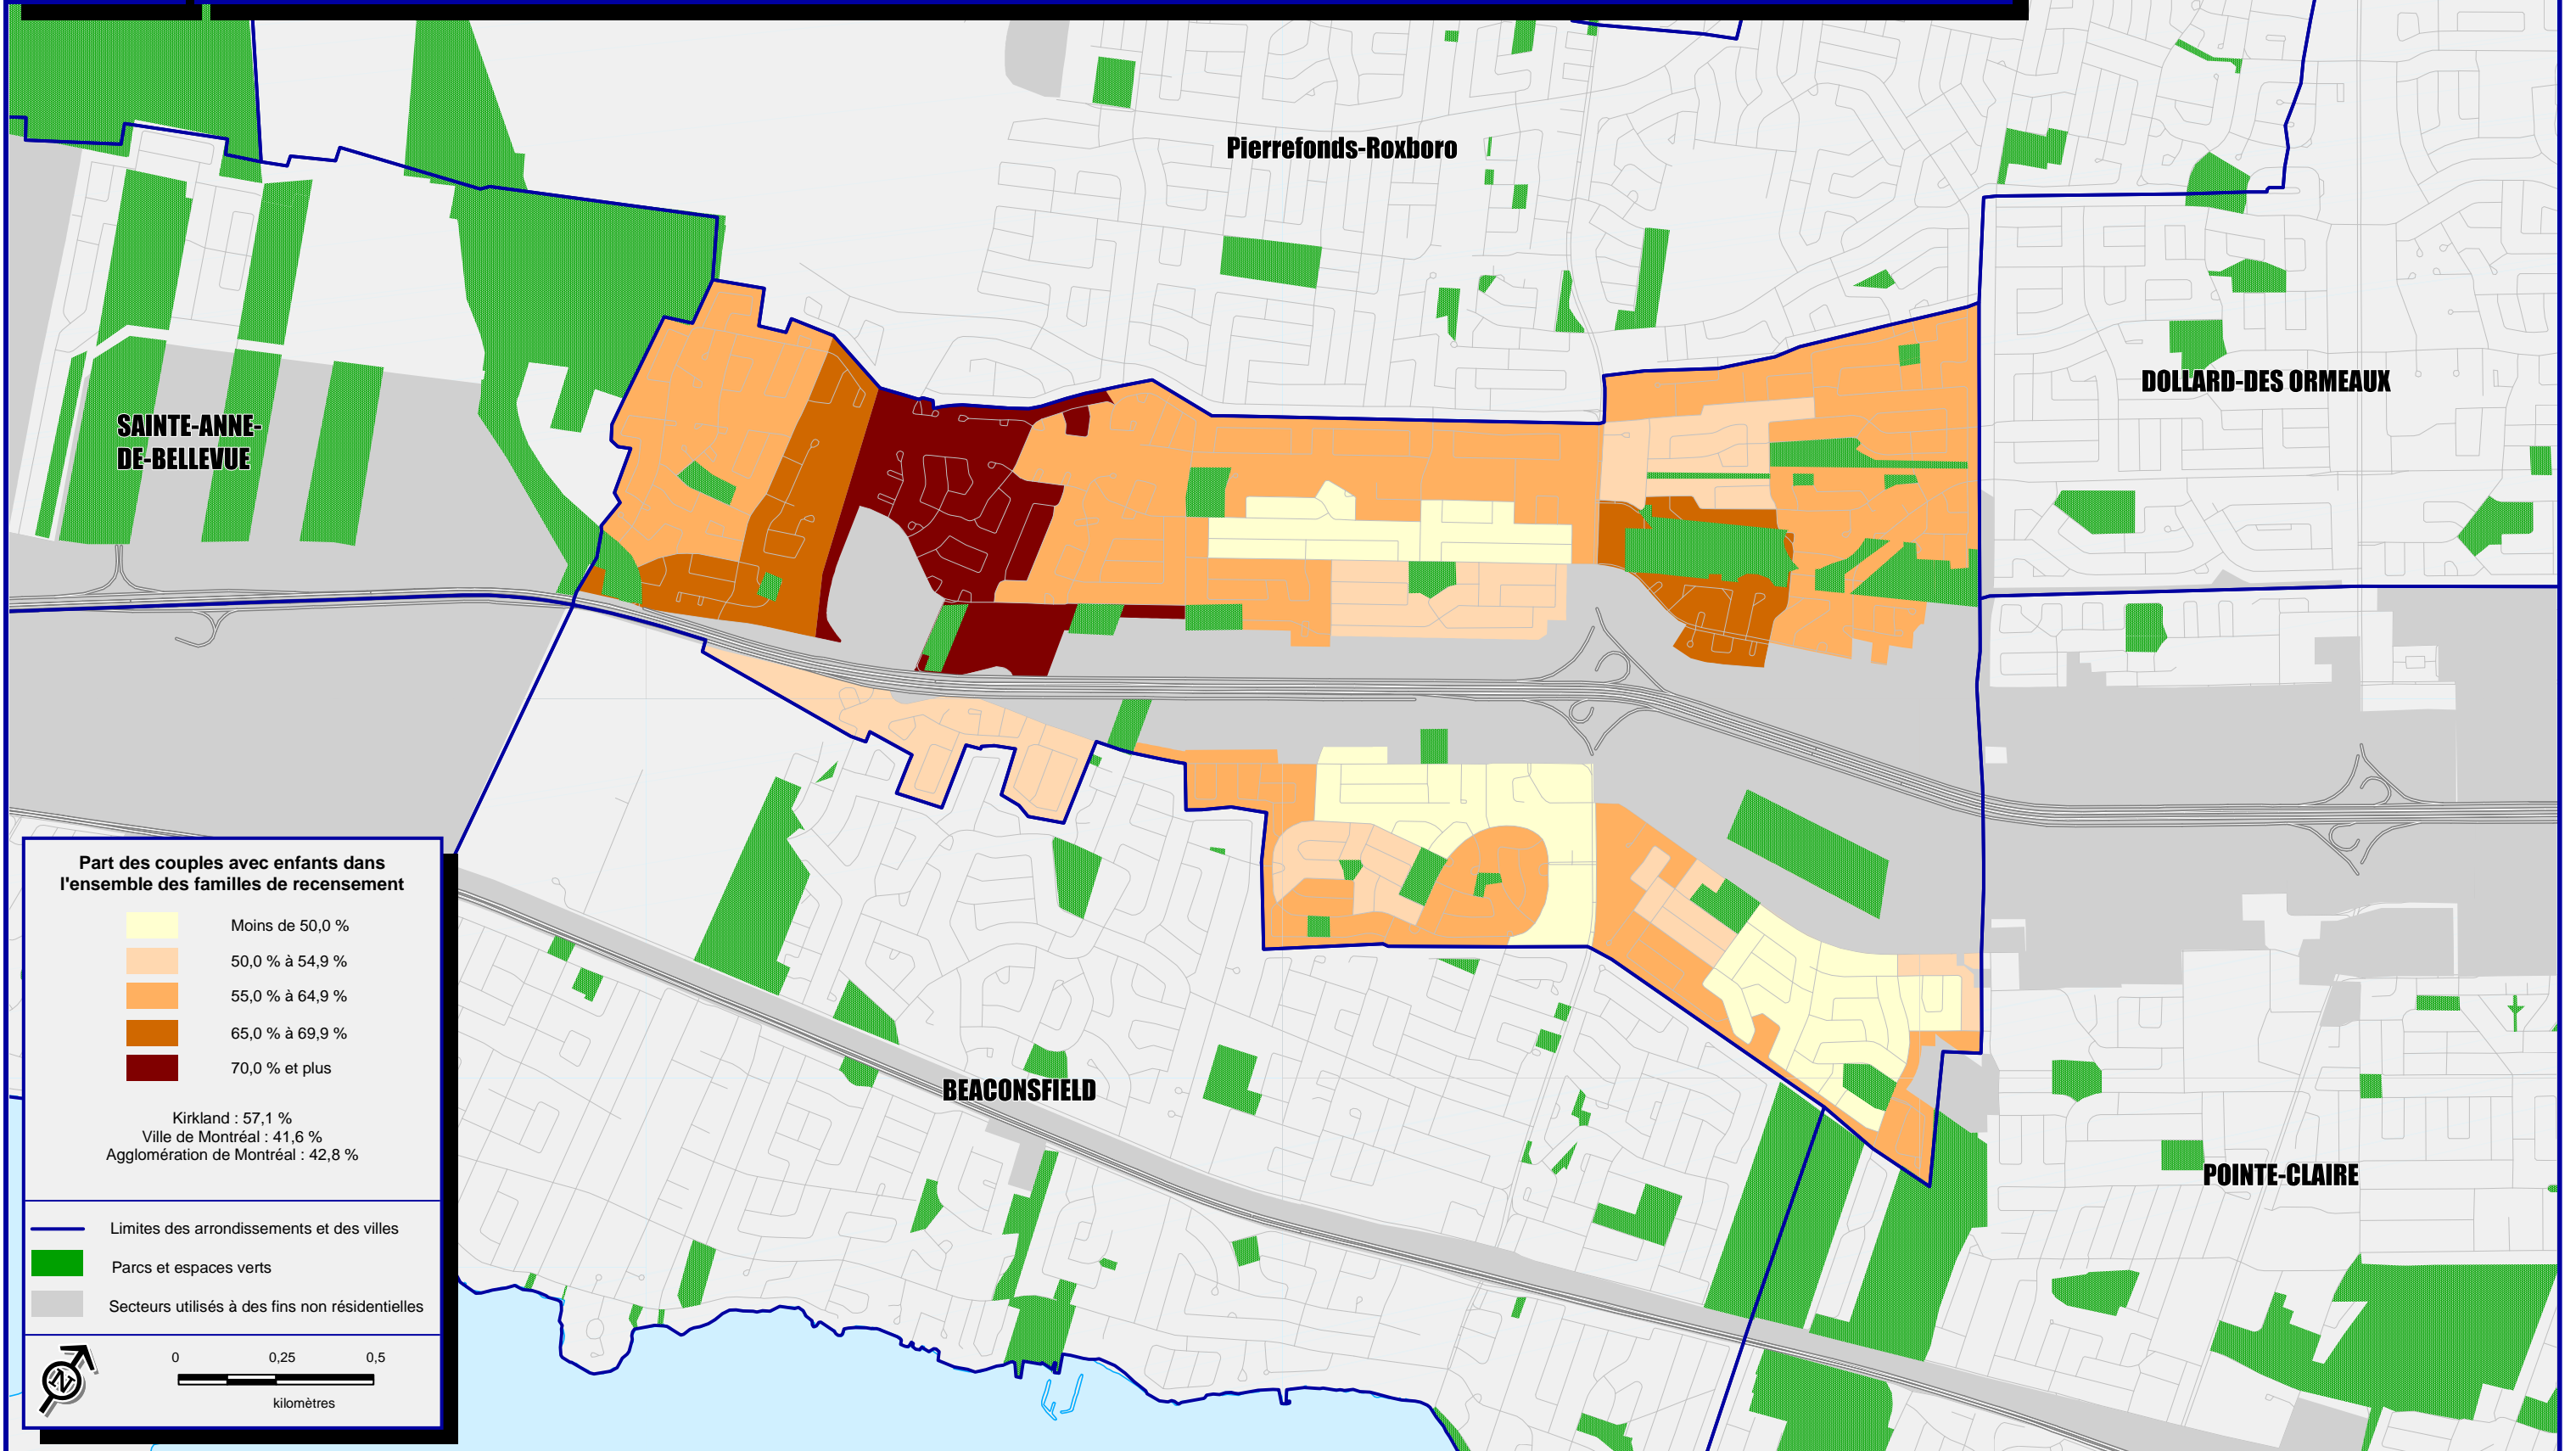 Pierrefonds-Roxboro
DOLLARD-DES ORMEAUX
SAINTE-ANNE-
DE-BELLEVUE
BEACONSFIELD
POINTE-CLAIRE
Part des couples avec enfants dans
l'ensemble des familles de recensement
Moins de 50,0 %
50,0 % à 54,9 %
55,0 % à 64,9 %
65,0 % à 69,9 %
70,0 % et plus
Kirkland : 57,1 %
Ville de Montréal : 41,6 %
Agglomération de Montréal : 42,8 %
Limites des arrondissements et des villes
Parcs et espaces verts
Secteurs utilisés à des fins non résidentielles
N
0 0,25 0,5
kilomètres